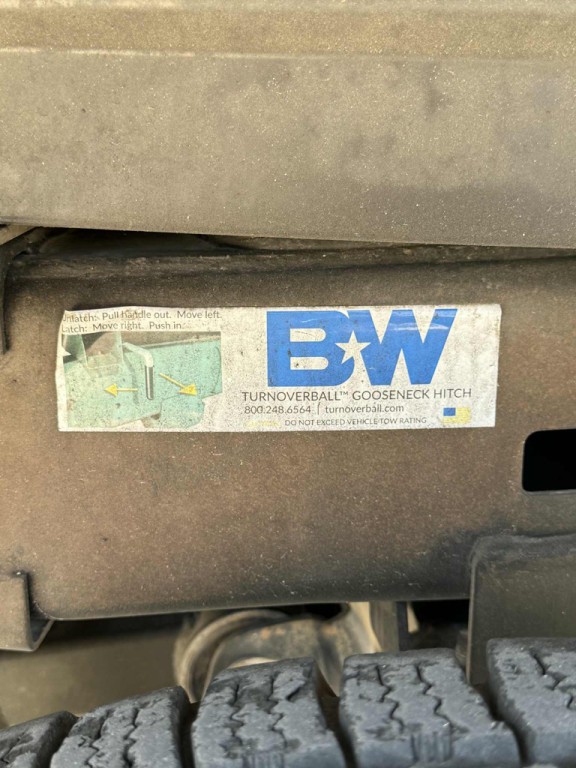 Unlatch: Pull handle out. Move left.
Latch: Move right. Push in.
B★W
TURNOVERBALL™ GOOSENECK HITCH
800.248.6564 | turnoverball.com
DO NOT EXCEED VEHICLE TOW RATING